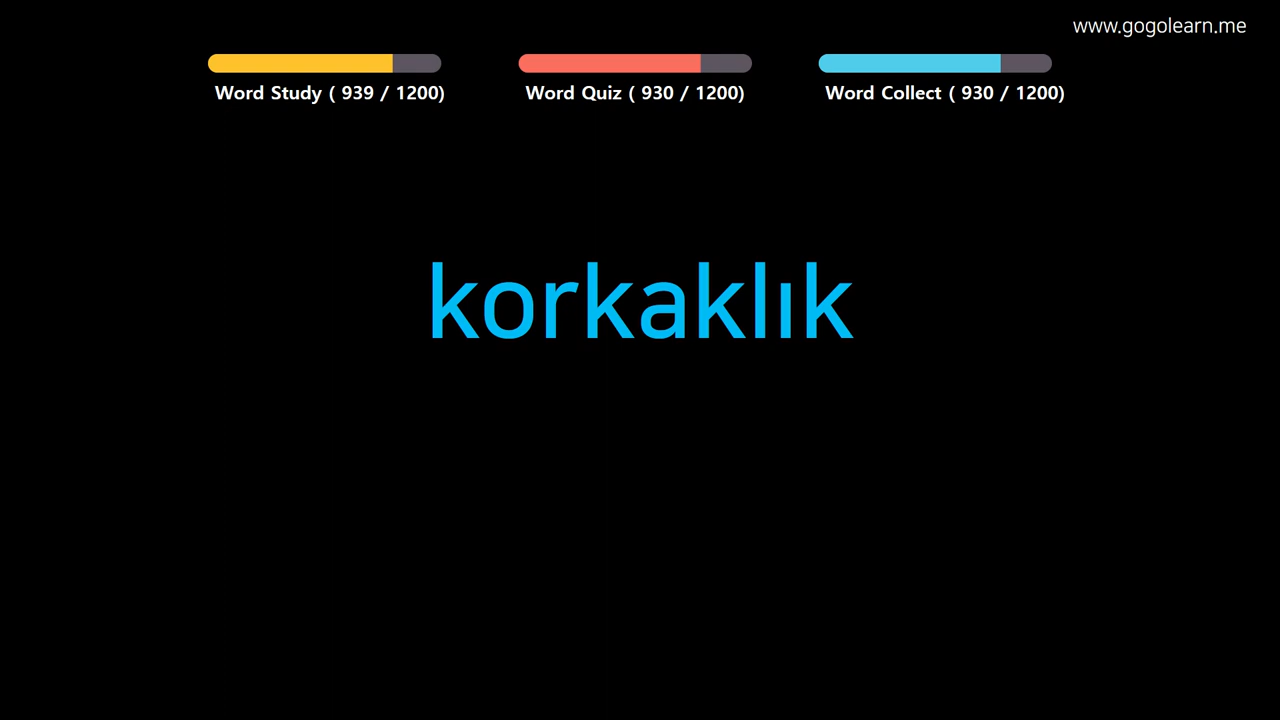 www.gogolearn.me
Word Study ( 939 / 1200)
Word Quiz ( 930 / 1200)
Word Collect ( 930 / 1200)
korkaklık